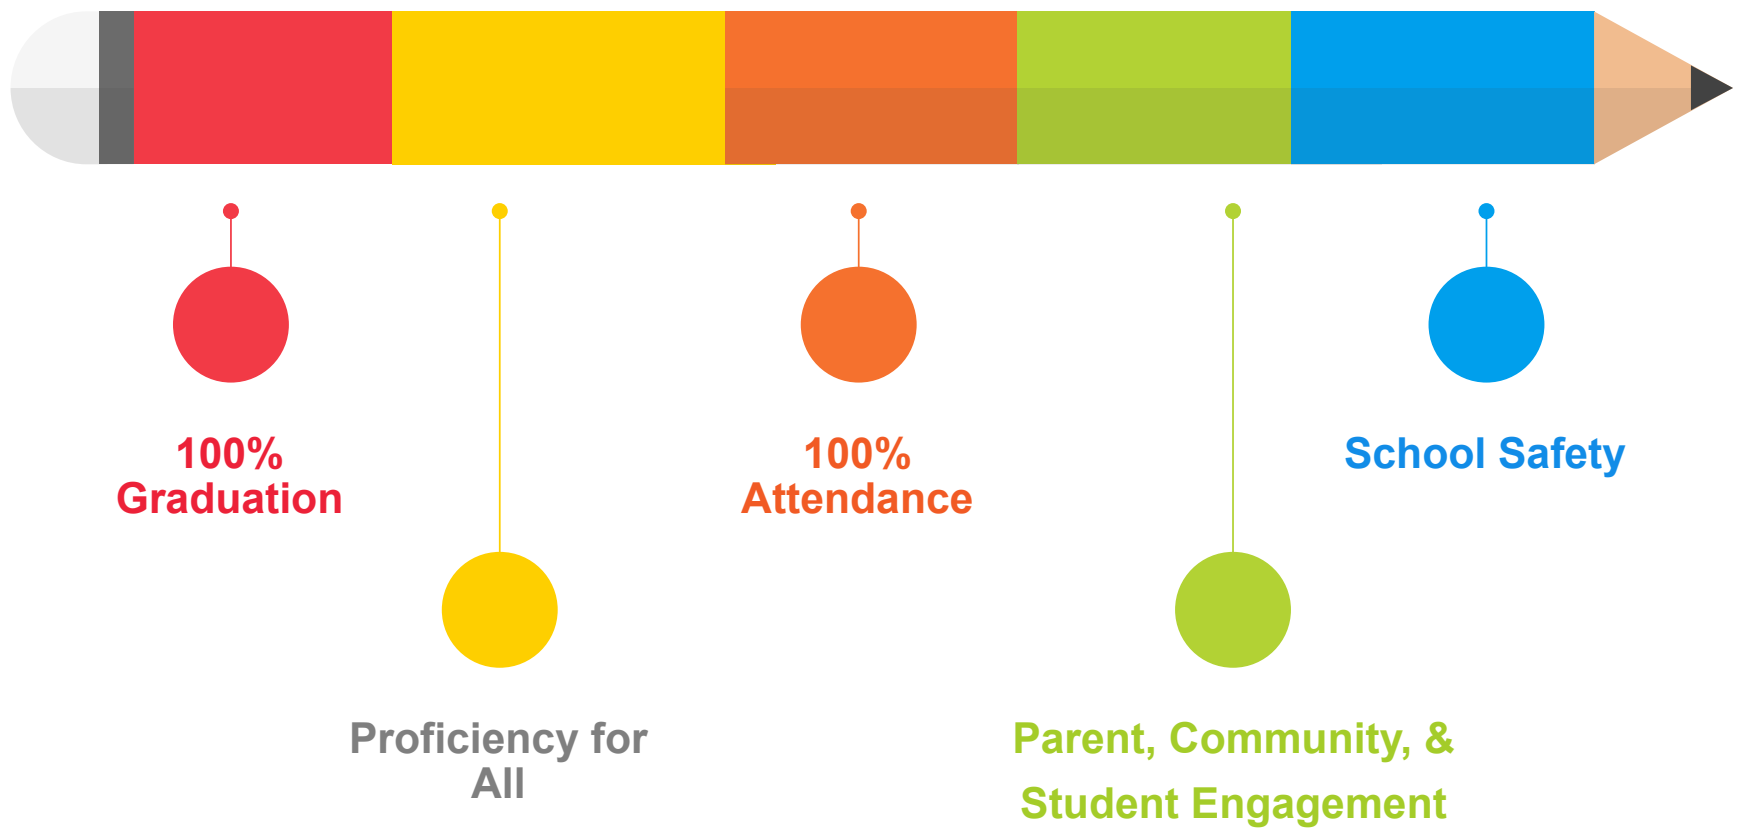 100%
Graduation
Proficiency for
All
100%
Attendance
Parent, Community, &
Student Engagement
School Safety